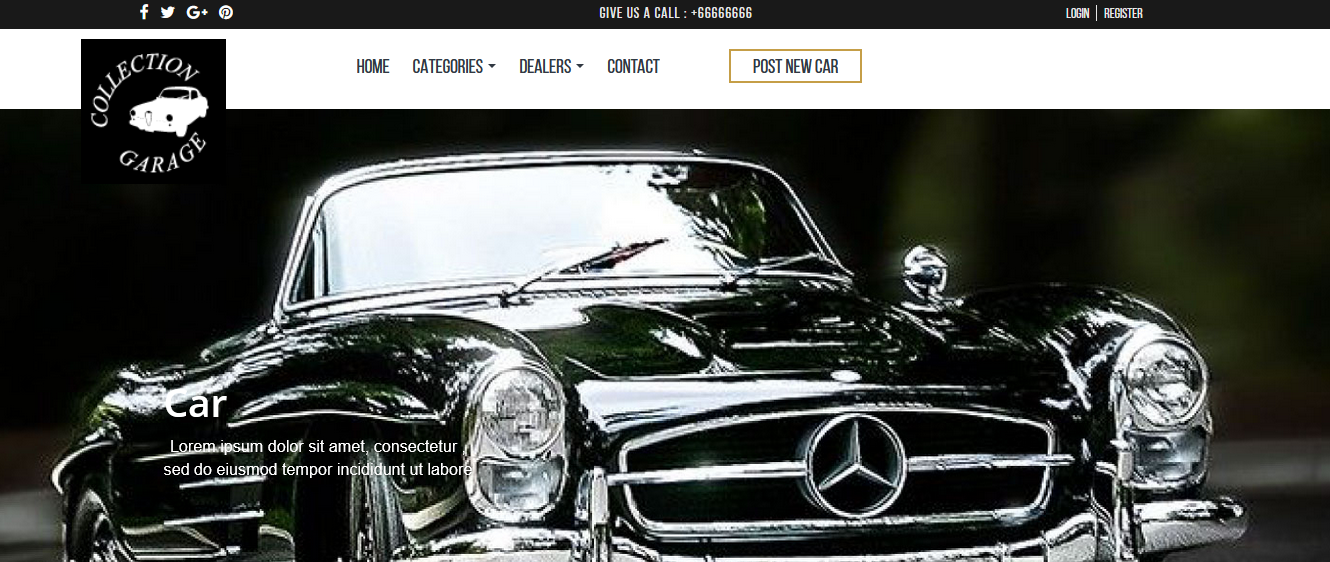 GIVE US A CALL : +66666666
LOGIN
REGISTER
COLLECTION
GARAGE
HOME
CATEGORIES
DEALERS
CONTACT
POST NEW CAR
Car
Lorem ipsum dolor sit amet, consectetur
sed do eiusmod tempor incididunt ut labore